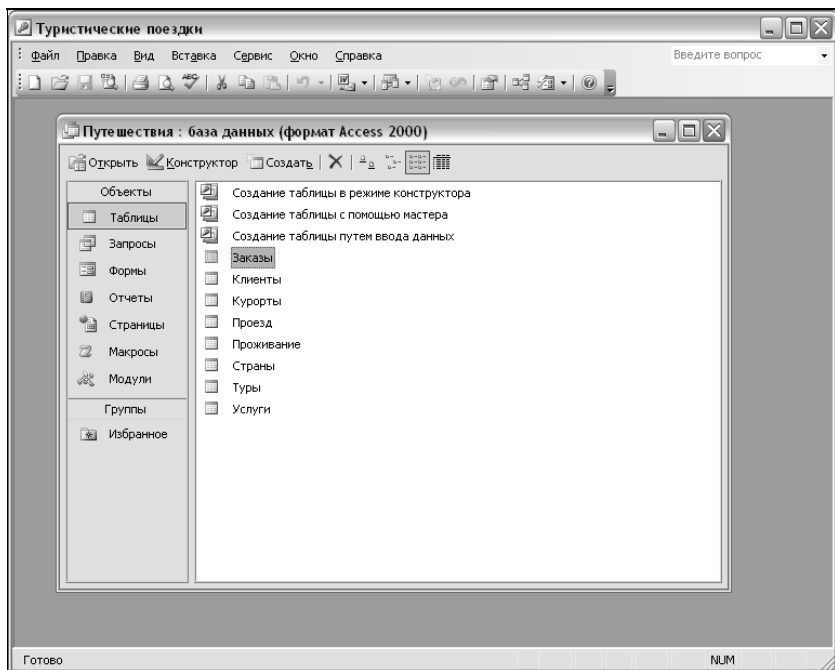 Туристические поездки
Файл Правка Вид Вставка Сервис Окно Справка Введите вопрос
Путешествия : база данных (формат Access 2000)
Открыть Конструктор Создать
Объекты
Таблицы
Запросы
Формы
Отчеты
Страницы
Макросы
Модули
Группы
Избранное
Создание таблицы в режиме конструктора
Создание таблицы с помощью мастера
Создание таблицы путем ввода данных
Заказы
Клиенты
Курорты
Проезд
Проживание
Страны
Туры
Услуги
Готово NUM